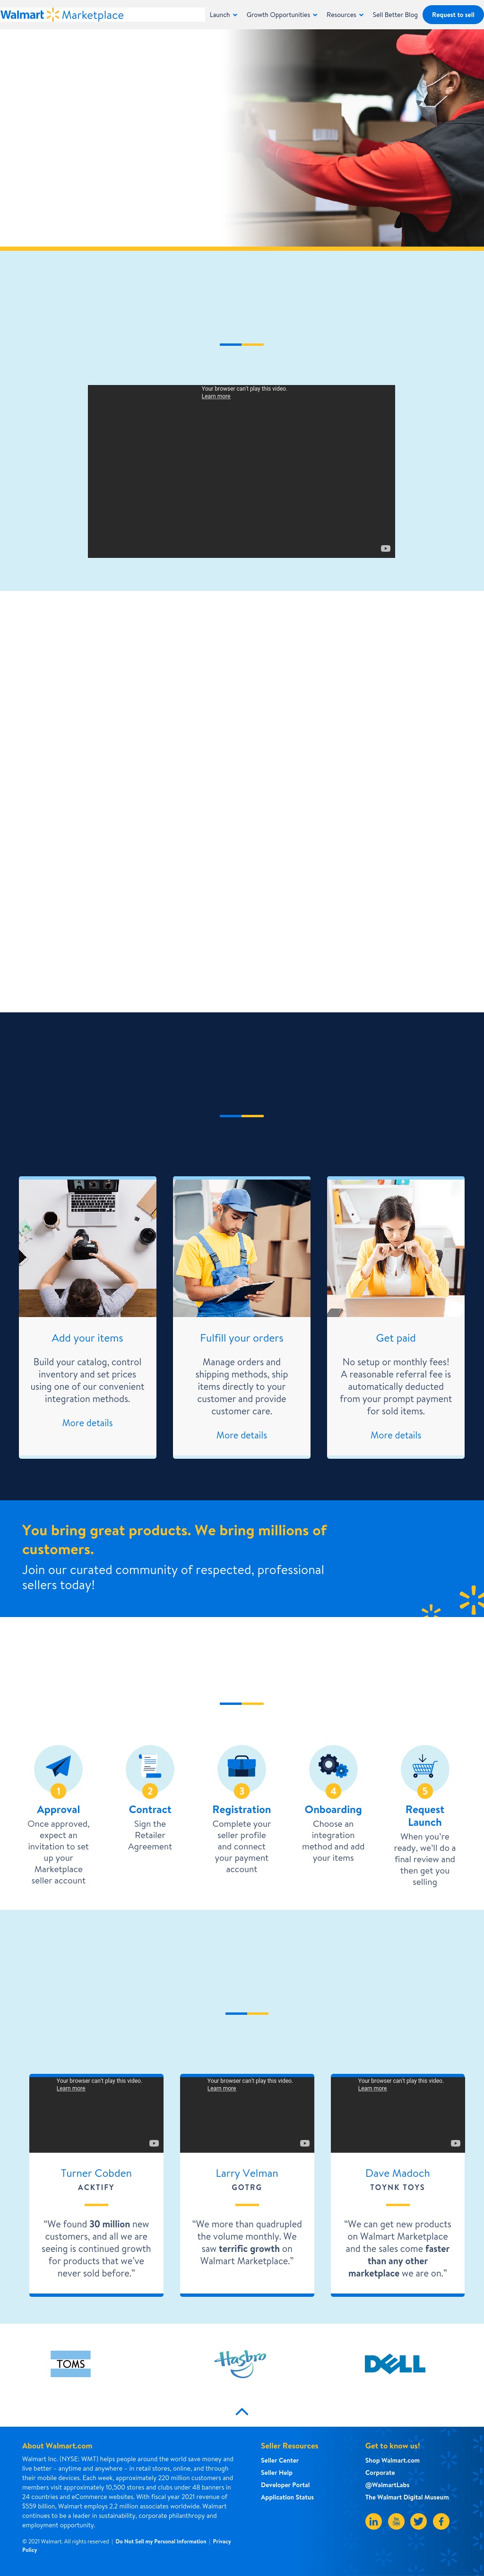 Walmart Marketplace
Launch
Growth Opportunities
Resources
Sell Better Blog
Request to sell
Your browser can't play this video.
Learn more
Add your items
Build your catalog, control
inventory and set prices
using one of our convenient
integration methods.
More details
Fulfill your orders
Manage orders and
shipping methods, ship
items directly to your
customer and provide
customer care.
More details
Get paid
No setup or monthly fees!
A reasonable referral fee is
automatically deducted
from your prompt payment
for sold items.
More details
You bring great products. We bring millions of
customers.
Join our curated community of respected, professional
sellers today!
1
Approval
Once approved,
expect an
invitation to set
up your
Marketplace
seller account
2
Contract
Sign the
Retailer
Agreement
3
Registration
Complete your
seller profile
and connect
your payment
account
4
Onboarding
Choose an
integration
method and add
your items
5
Request
Launch
When you're
ready, we'll do a
final review and
then get you
selling
Your browser can't play this video.
Learn more
Turner Cobden
ACKTIFY
“We found 30 million new
customers, and all we are
seeing is continued growth
for products that we’ve
never sold before.”
Your browser can't play this video.
Learn more
Larry Velman
GOTRG
“We more than quadrupled
the volume monthly. We
saw terrific growth on
Walmart Marketplace.”
Your browser can't play this video.
Learn more
Dave Madoch
TOYNK TOYS
“We can get new products
on Walmart Marketplace
and the sales come faster
than any other
marketplace we are on.”
TOMS
Hasbro
DELL
About Walmart.com
Walmart Inc. (NYSE: WMT) helps people around the world save money and
live better – anytime and anywhere – in retail stores, online, and through
their mobile devices. Each week, approximately 220 million customers and
members visit approximately 10,500 stores and clubs under 48 banners in
24 countries and eCommerce websites. With fiscal year 2021 revenue of
$559 billion, Walmart employs 2.2 million associates worldwide. Walmart
continues to be a leader in sustainability, corporate philanthropy and
employment opportunity.
© 2021 Walmart. All rights reserved | Do Not Sell my Personal Information | Privacy
Policy
Seller Resources
Seller Center
Seller Help
Developer Portal
Application Status
Get to know us!
Shop Walmart.com
Corporate
@WalmartLabs
The Walmart Digital Museum